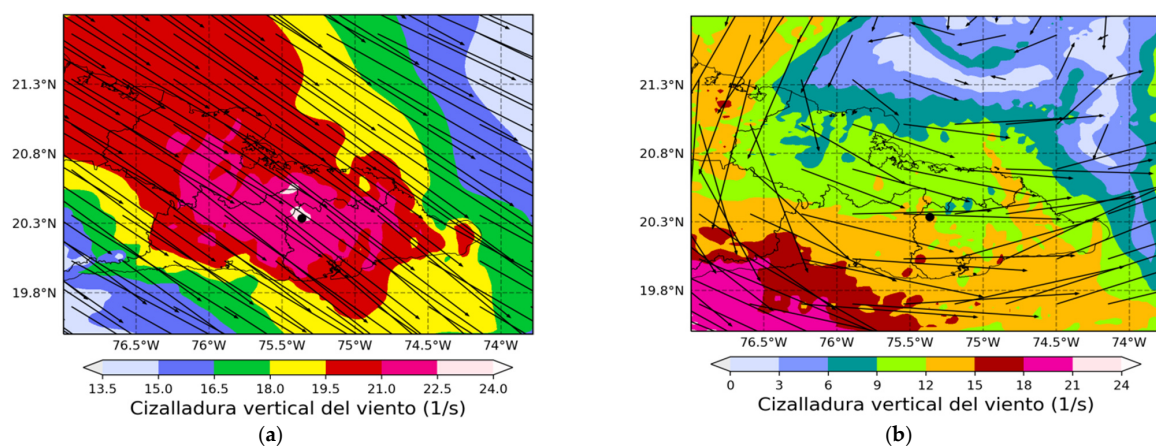 21.3°N
20.8°N
20.3°N
19.8°N
76.5°W 76°W 75.5°W 75°W 74.5°W 74°W
13.5 15.0 16.5 18.0 19.5 21.0 22.5 24.0
Cizalladura vertical del viento (1/s)
(a)
21.3°N
20.8°N
20.3°N
19.8°N
76.5°W 76°W 75.5°W 75°W 74.5°W 74°W
0 3 6 9 12 15 18 21 24
Cizalladura vertical del viento (1/s)
(b)